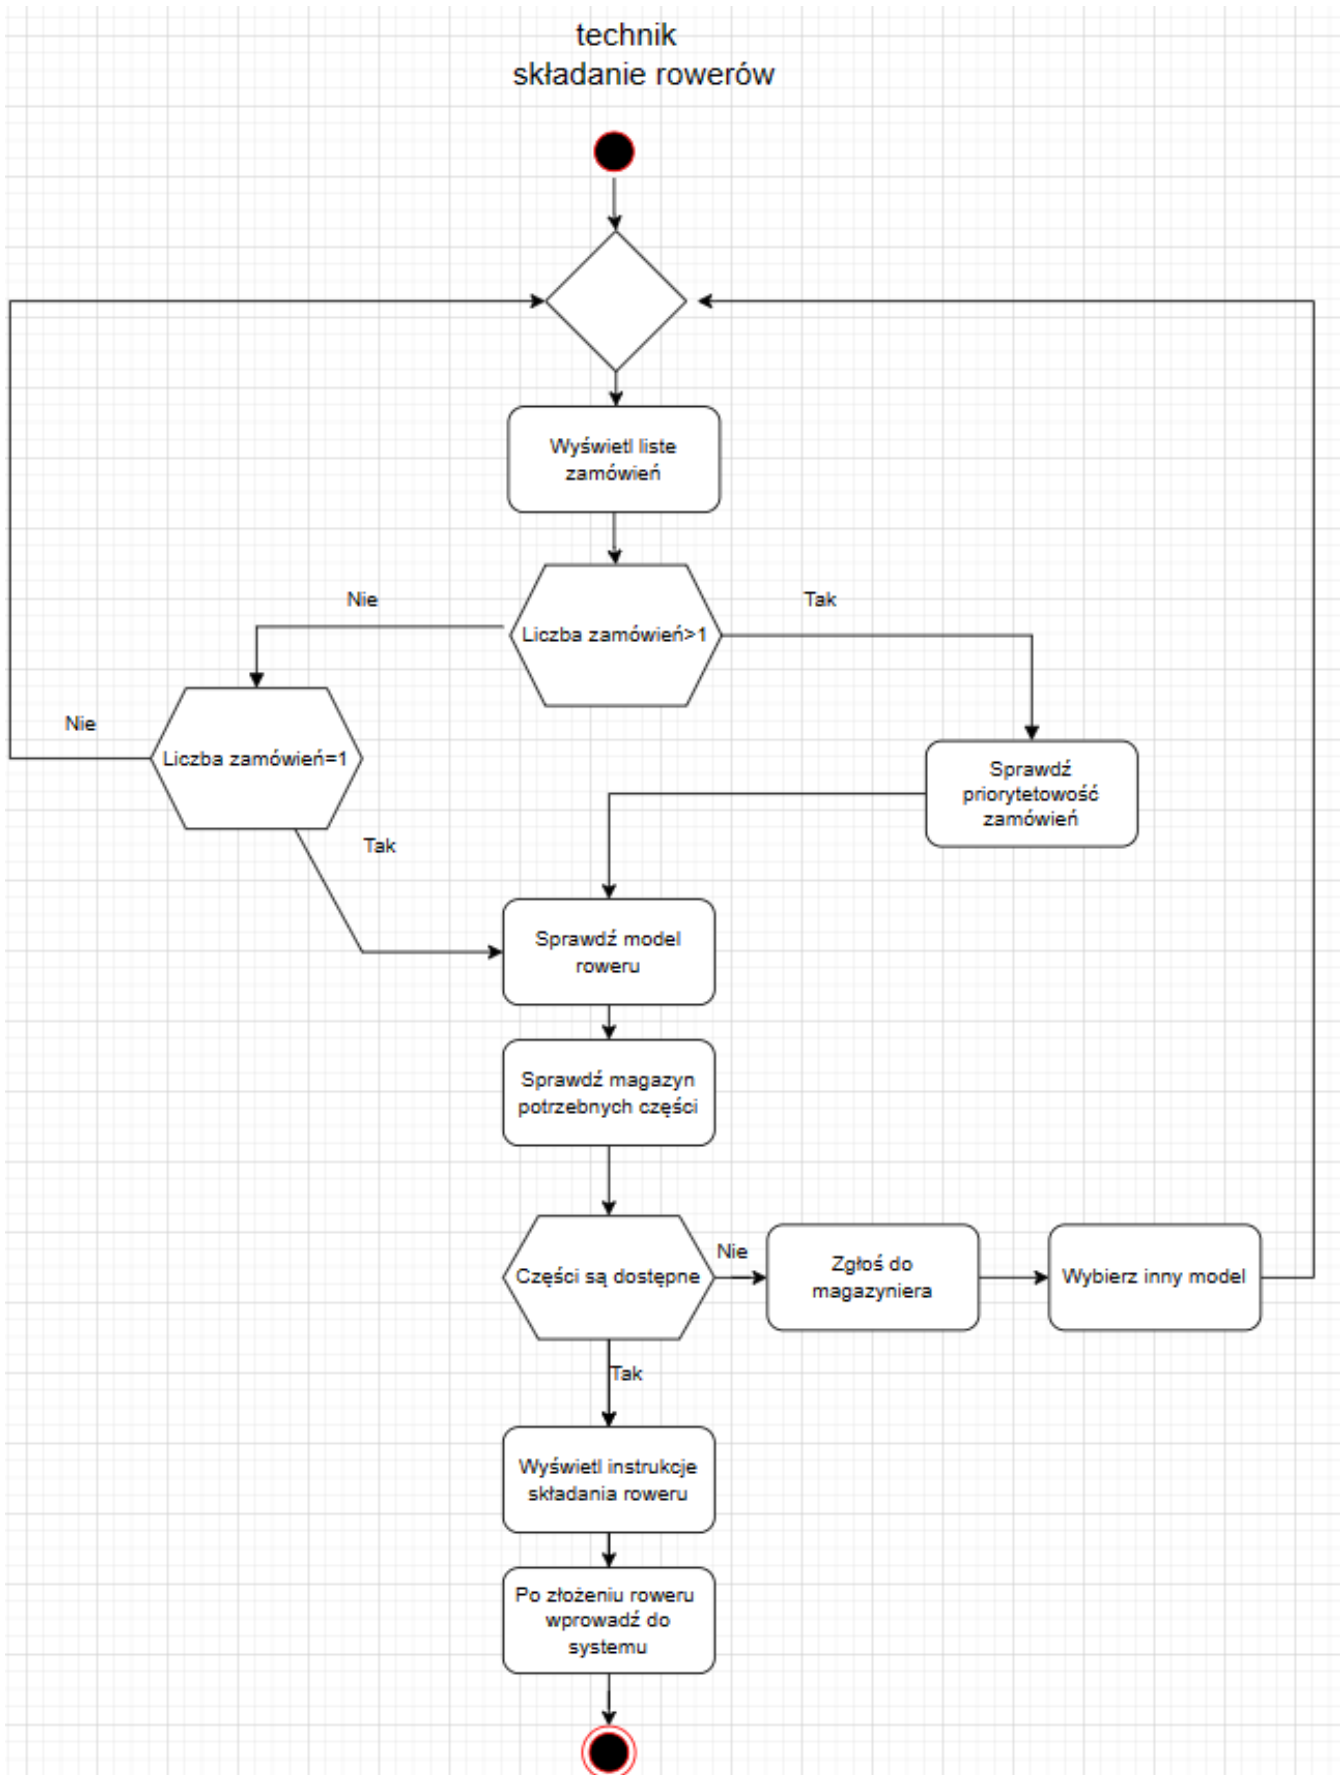 technik
składanie rowerów
Wyświetl liste
zamówień
Nie
Tak
Liczba zamówień>1
Nie
Liczba zamówień=1
Sprawdź
priorytetowość
zamówień
Tak
Sprawdź model
roweru
Sprawdź magazyn
potrzebnych części
Części są dostępne
Nie
Zgłoś do
magazyniera
Wybierz inny model
Tak
Wyświetl instrukcje
składania roweru
Po złożeniu roweru
wprowadź do
systemu